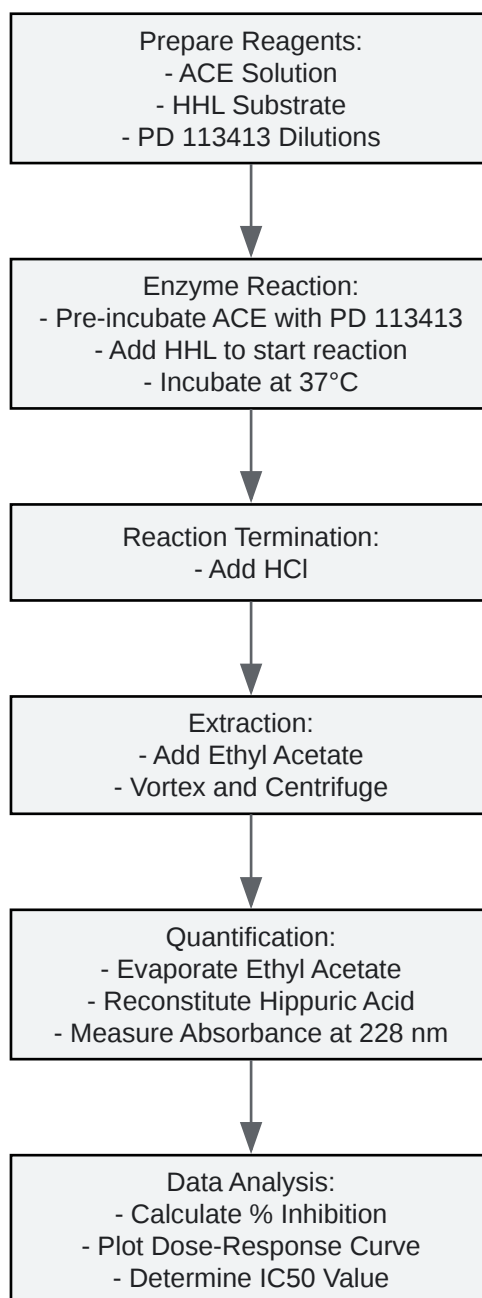 Prepare Reagents:
- ACE Solution
- HHL Substrate
- PD 113413 Dilutions
Enzyme Reaction:
- Pre-incubate ACE with PD 113413
- Add HHL to start reaction
- Incubate at 37°C
Reaction Termination:
- Add HCl
Extraction:
- Add Ethyl Acetate
- Vortex and Centrifuge
Quantification:
- Evaporate Ethyl Acetate
- Reconstitute Hippuric Acid
- Measure Absorbance at 228 nm
Data Analysis:
- Calculate % Inhibition
- Plot Dose-Response Curve
- Determine IC50 Value